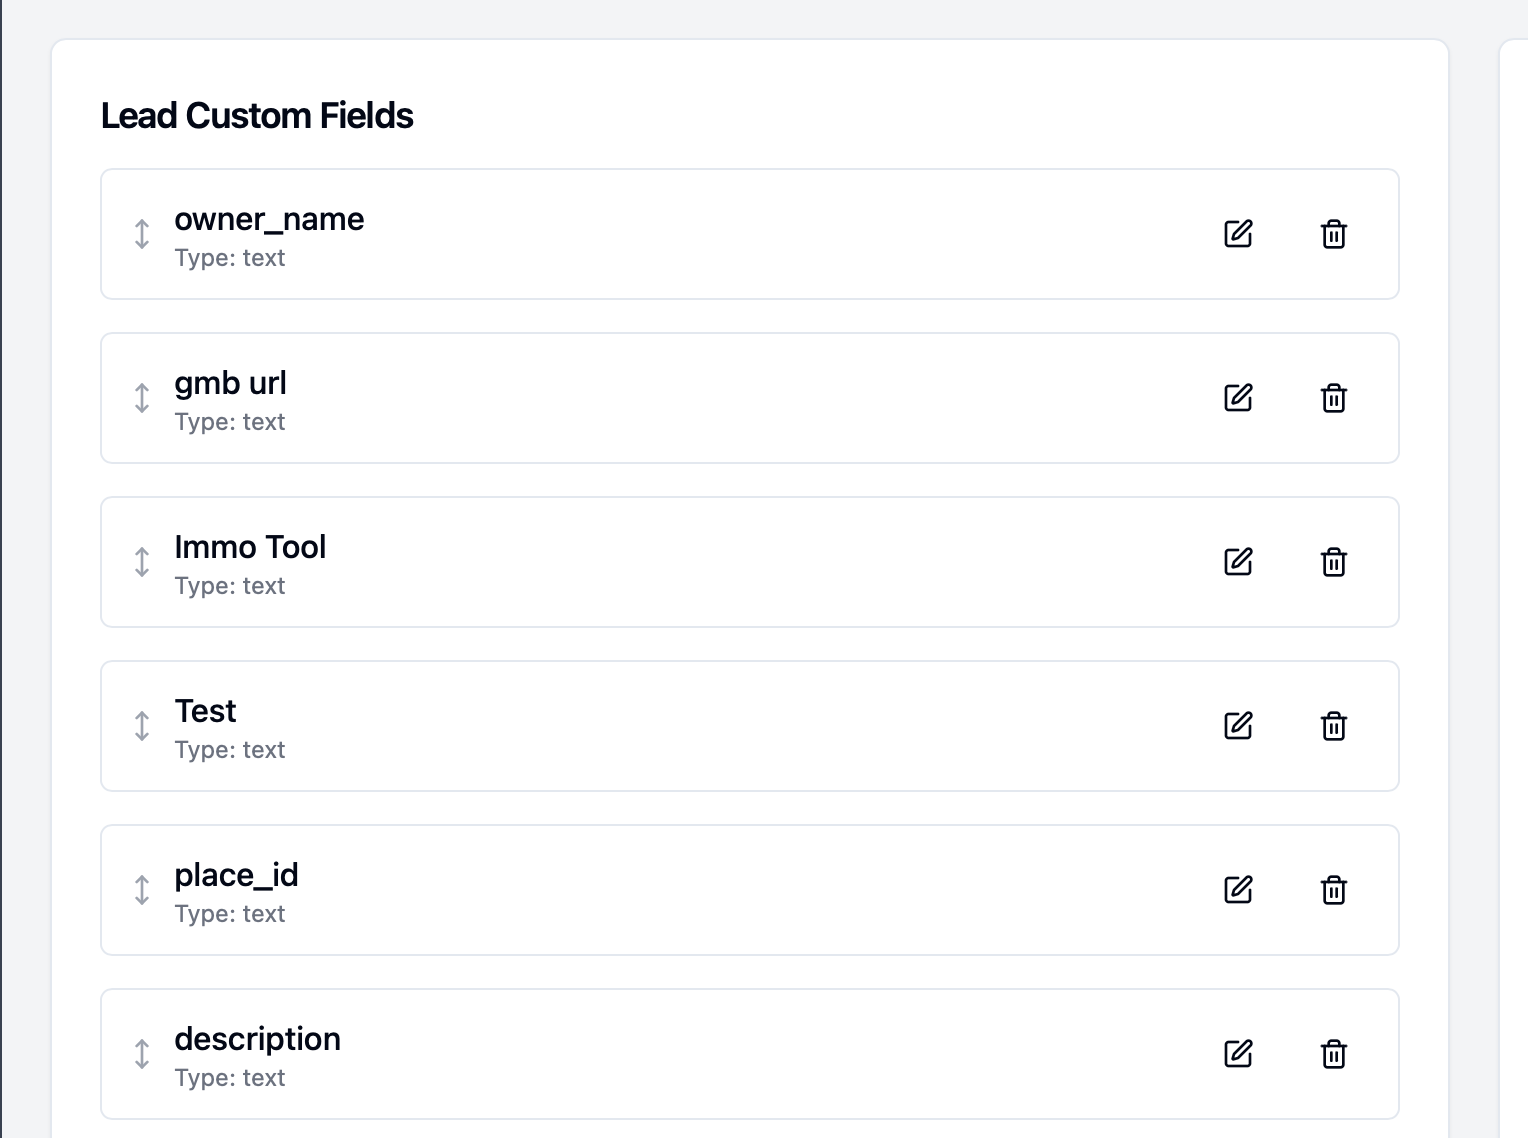 Lead Custom Fields
owner_name
Type: text
gmb url
Type: text
Immo Tool
Type: text
Test
Type: text
place_id
Type: text
description
Type: text